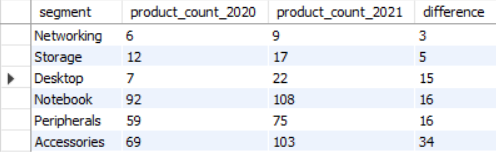 segment product_count_2020 product_count_2021 difference
Networking 6 9 3
Storage 12 17 5
Desktop 7 22 15
Notebook 92 108 16
Peripherals 59 75 16
Accessories 69 103 34